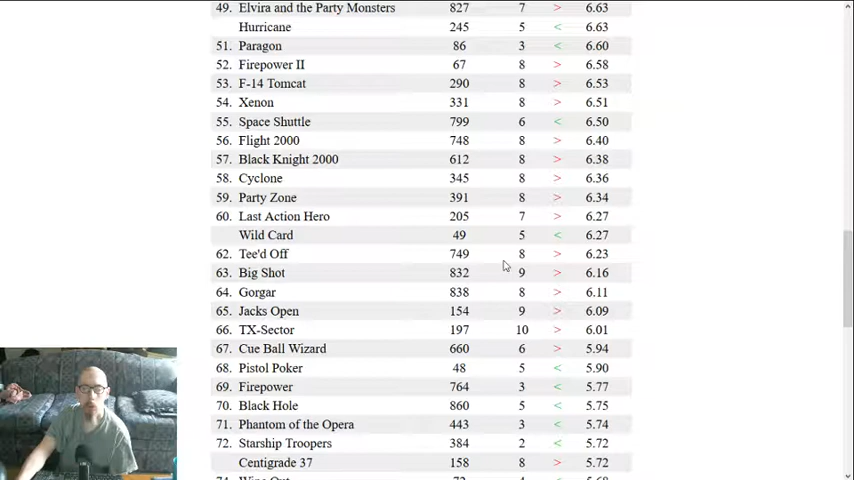 49. Elvira and the Party Monsters 827 7 > 6.63
Hurricane 245 5 < 6.63
51. Paragon 86 3 < 6.60
52. Firepower II 67 8 > 6.58
53. F-14 Tomcat 290 8 > 6.53
54. Xenon 331 8 > 6.51
55. Space Shuttle 799 6 < 6.50
56. Flight 2000 748 8 > 6.40
57. Black Knight 2000 612 8 > 6.38
58. Cyclone 345 8 > 6.36
59. Party Zone 391 8 > 6.34
60. Last Action Hero 205 7 > 6.27
Wild Card 49 5 < 6.27
62. Tee'd Off 749 8 > 6.23
63. Big Shot 832 9 > 6.16
64. Gorgar 838 8 > 6.11
65. Jacks Open 154 9 > 6.09
66. TX-Sector 197 10 > 6.01
67. Cue Ball Wizard 660 6 > 5.94
68. Pistol Poker 48 5 < 5.90
69. Firepower 764 3 < 5.77
70. Black Hole 860 5 < 5.75
71. Phantom of the Opera 443 3 < 5.74
72. Starship Troopers 384 2 < 5.72
Centigrade 37 158 8 > 5.72